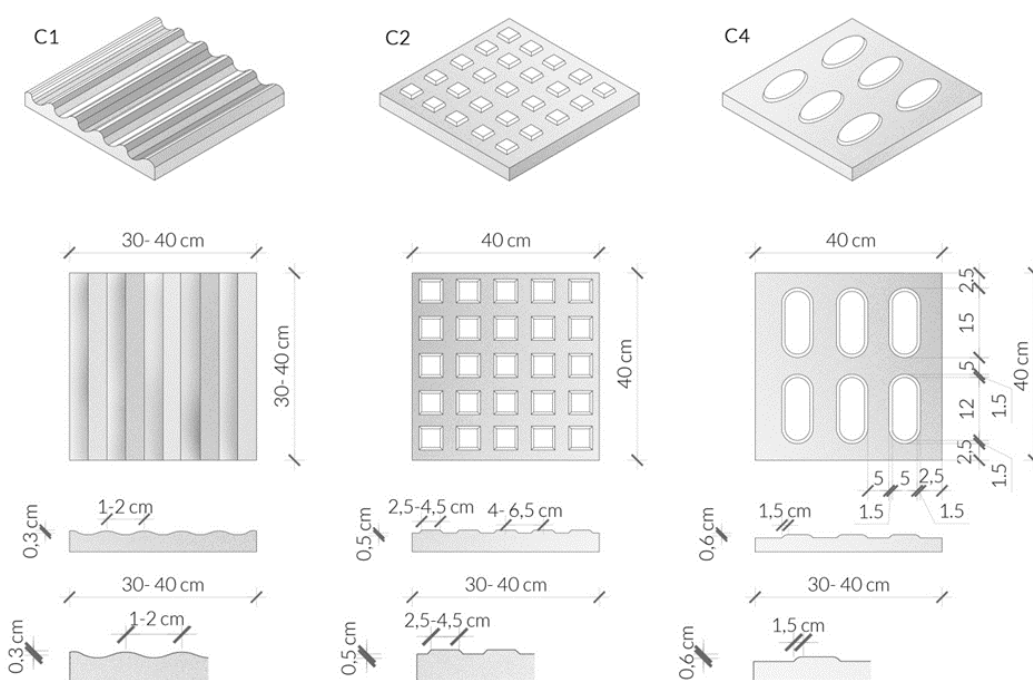 C1
C2
C4
30- 40 cm
40 cm
40 cm
30- 40 cm
40 cm
2.5
15
5
12
2.5
1.5
1.5
40 cm
5
5
2,5
1.5
1.5
1-2 cm
0,3 cm
2,5-4,5 cm
4- 6,5 cm
0,5 cm
1,5 cm
0,6 cm
30- 40 cm
30- 40 cm
30- 40 cm
1-2 cm
0,3 cm
2,5-4,5 cm
0,5 cm
1,5 cm
0,6 cm